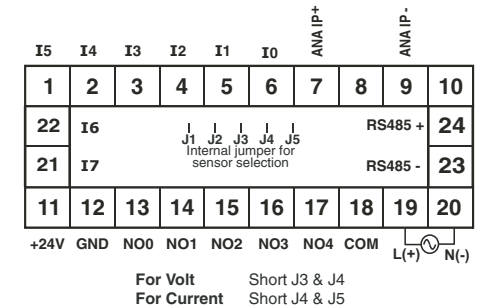 ANA IP+ ANA IP-
I5 I4 I3 I2 I1 I0
1 2 3 4 5 6 7 8 9 10
22 I6 RS485 + 24
J1 J2 J3 J4 J5
Internal jumper for
sensor selection
21 I7 RS485 - 23
11 12 13 14 15 16 17 18 19 20
+24V GND NO0 NO1 NO2 NO3 NO4 COM L(+) N(-)
For Volt Short J3 & J4
For Current Short J4 & J5